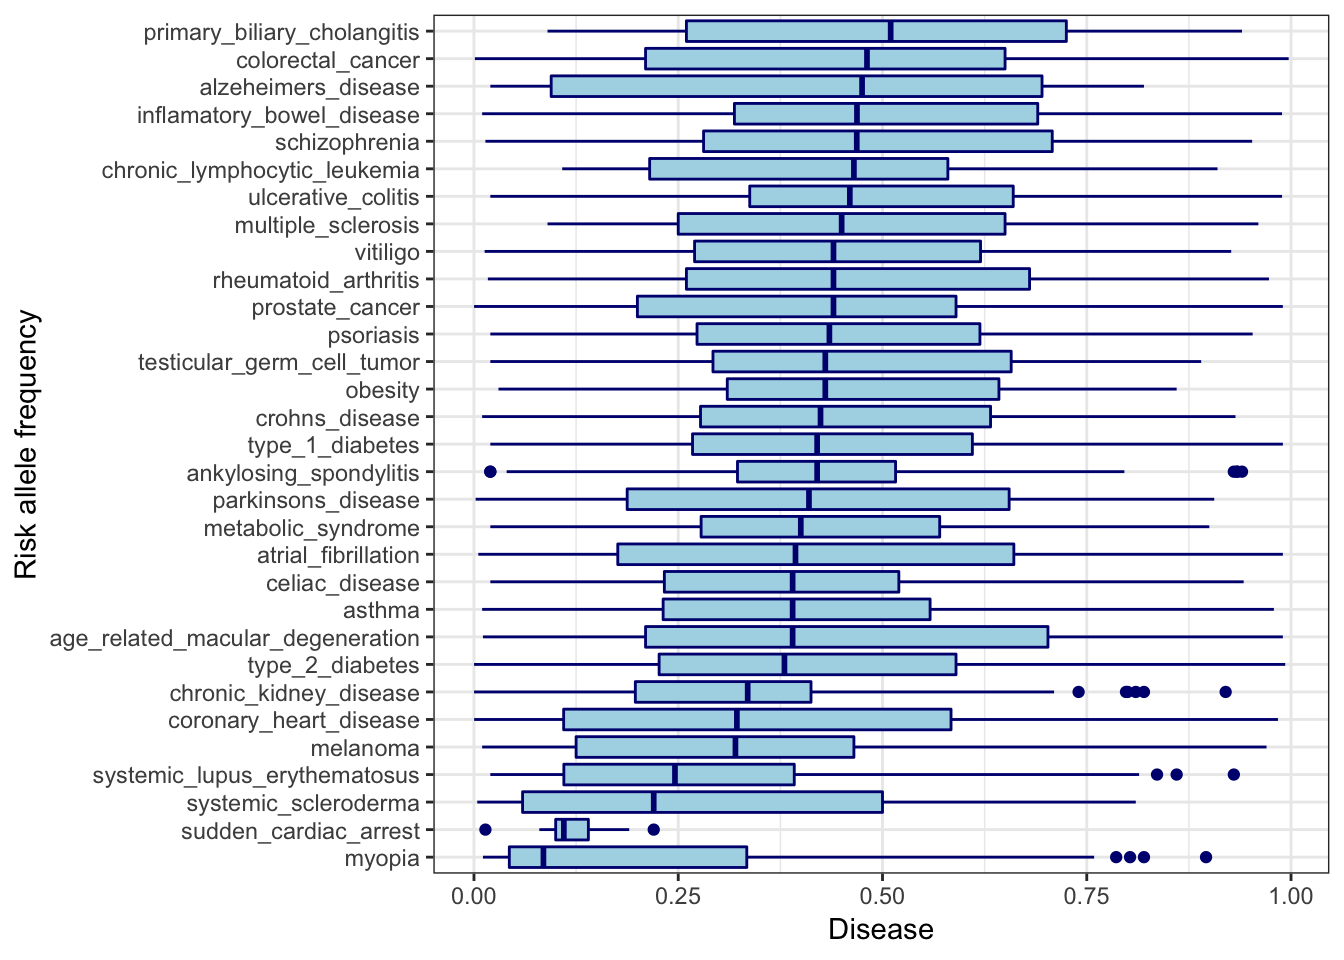 primary_biliary_cholangitis
colorectal_cancer
alzeheimers_disease
inflamatory_bowel_disease
schizophrenia
chronic_lymphocytic_leukemia
ulcerative_colitis
multiple_sclerosis
vitiligo
rheumatoid_arthritis
prostate_cancer
psoriasis
testicular_germ_cell_tumor
obesity
crohns_disease
type_1_diabetes
ankylosing_spondylitis
parkinsons_disease
metabolic_syndrome
atrial_fibrillation
celiac_disease
asthma
age_related_macular_degeneration
type_2_diabetes
chronic_kidney_disease
coronary_heart_disease
melanoma
systemic_lupus_erythematosus
systemic_scleroderma
sudden_cardiac_arrest
myopia
Risk allele frequency
0.00 0.25 0.50 0.75 1.00
Disease